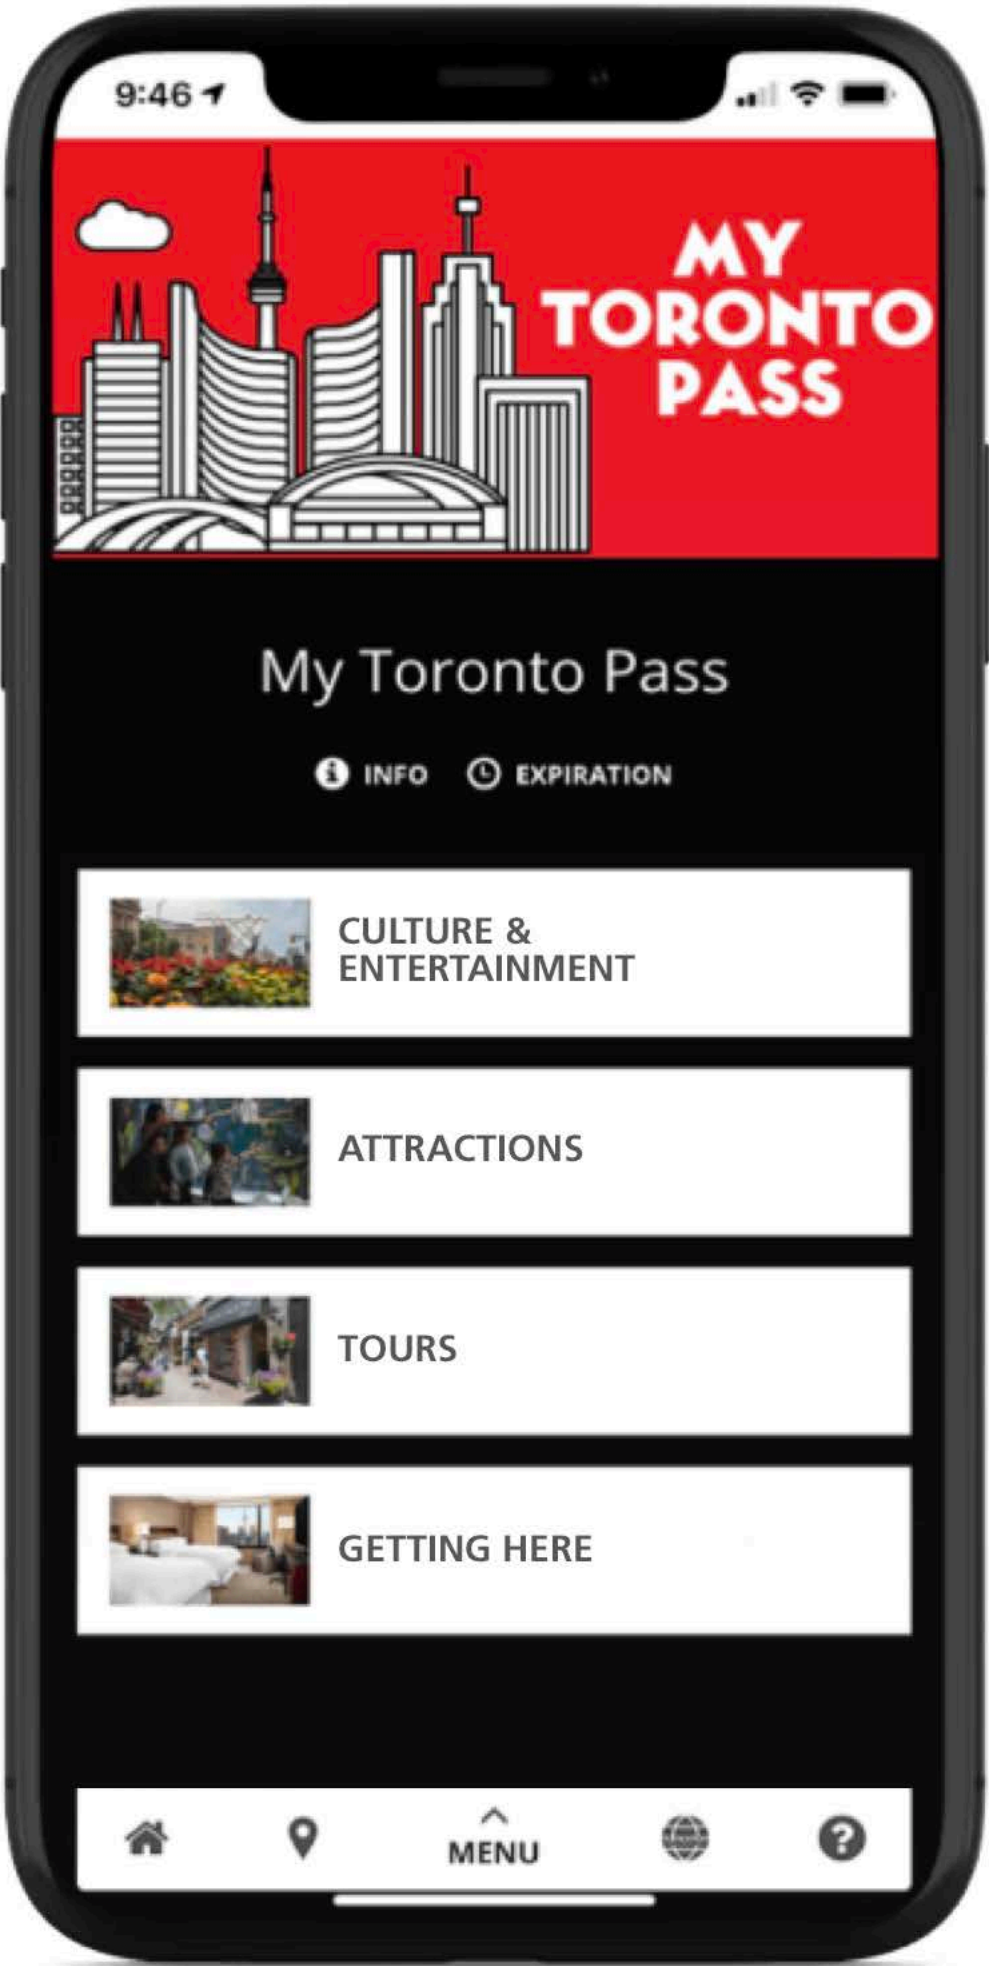 9:46
MY
TORONTO
PASS
My Toronto Pass
INFO
EXPIRATION
CULTURE &
ENTERTAINMENT
ATTRACTIONS
TOURS
GETTING HERE
MENU